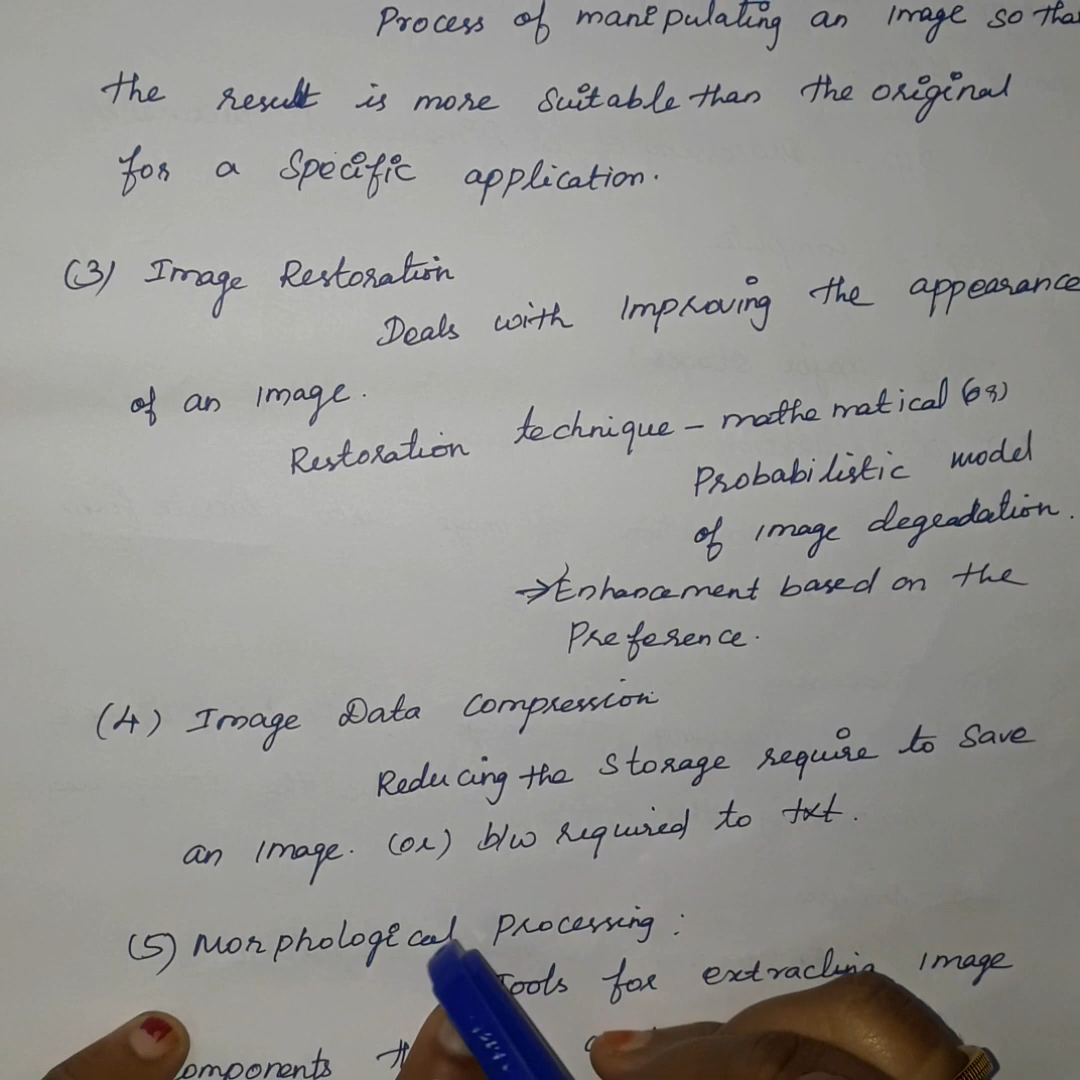 Process of manipulating an image so that
the result is more suitable than the original
for a specific application.
(3) Image Restoration
Deals with Improving the appearance
of an image.
Restoration technique - mathematical (or)
Probabilistic model
of image degeadation.
→Enhancement based on the
Preference.
(4) Image Data compression
Reducing the storage require to save
an image. (or) b/w required to txt.
(5) Morphological Processing :
Tools for extracting image
omponents